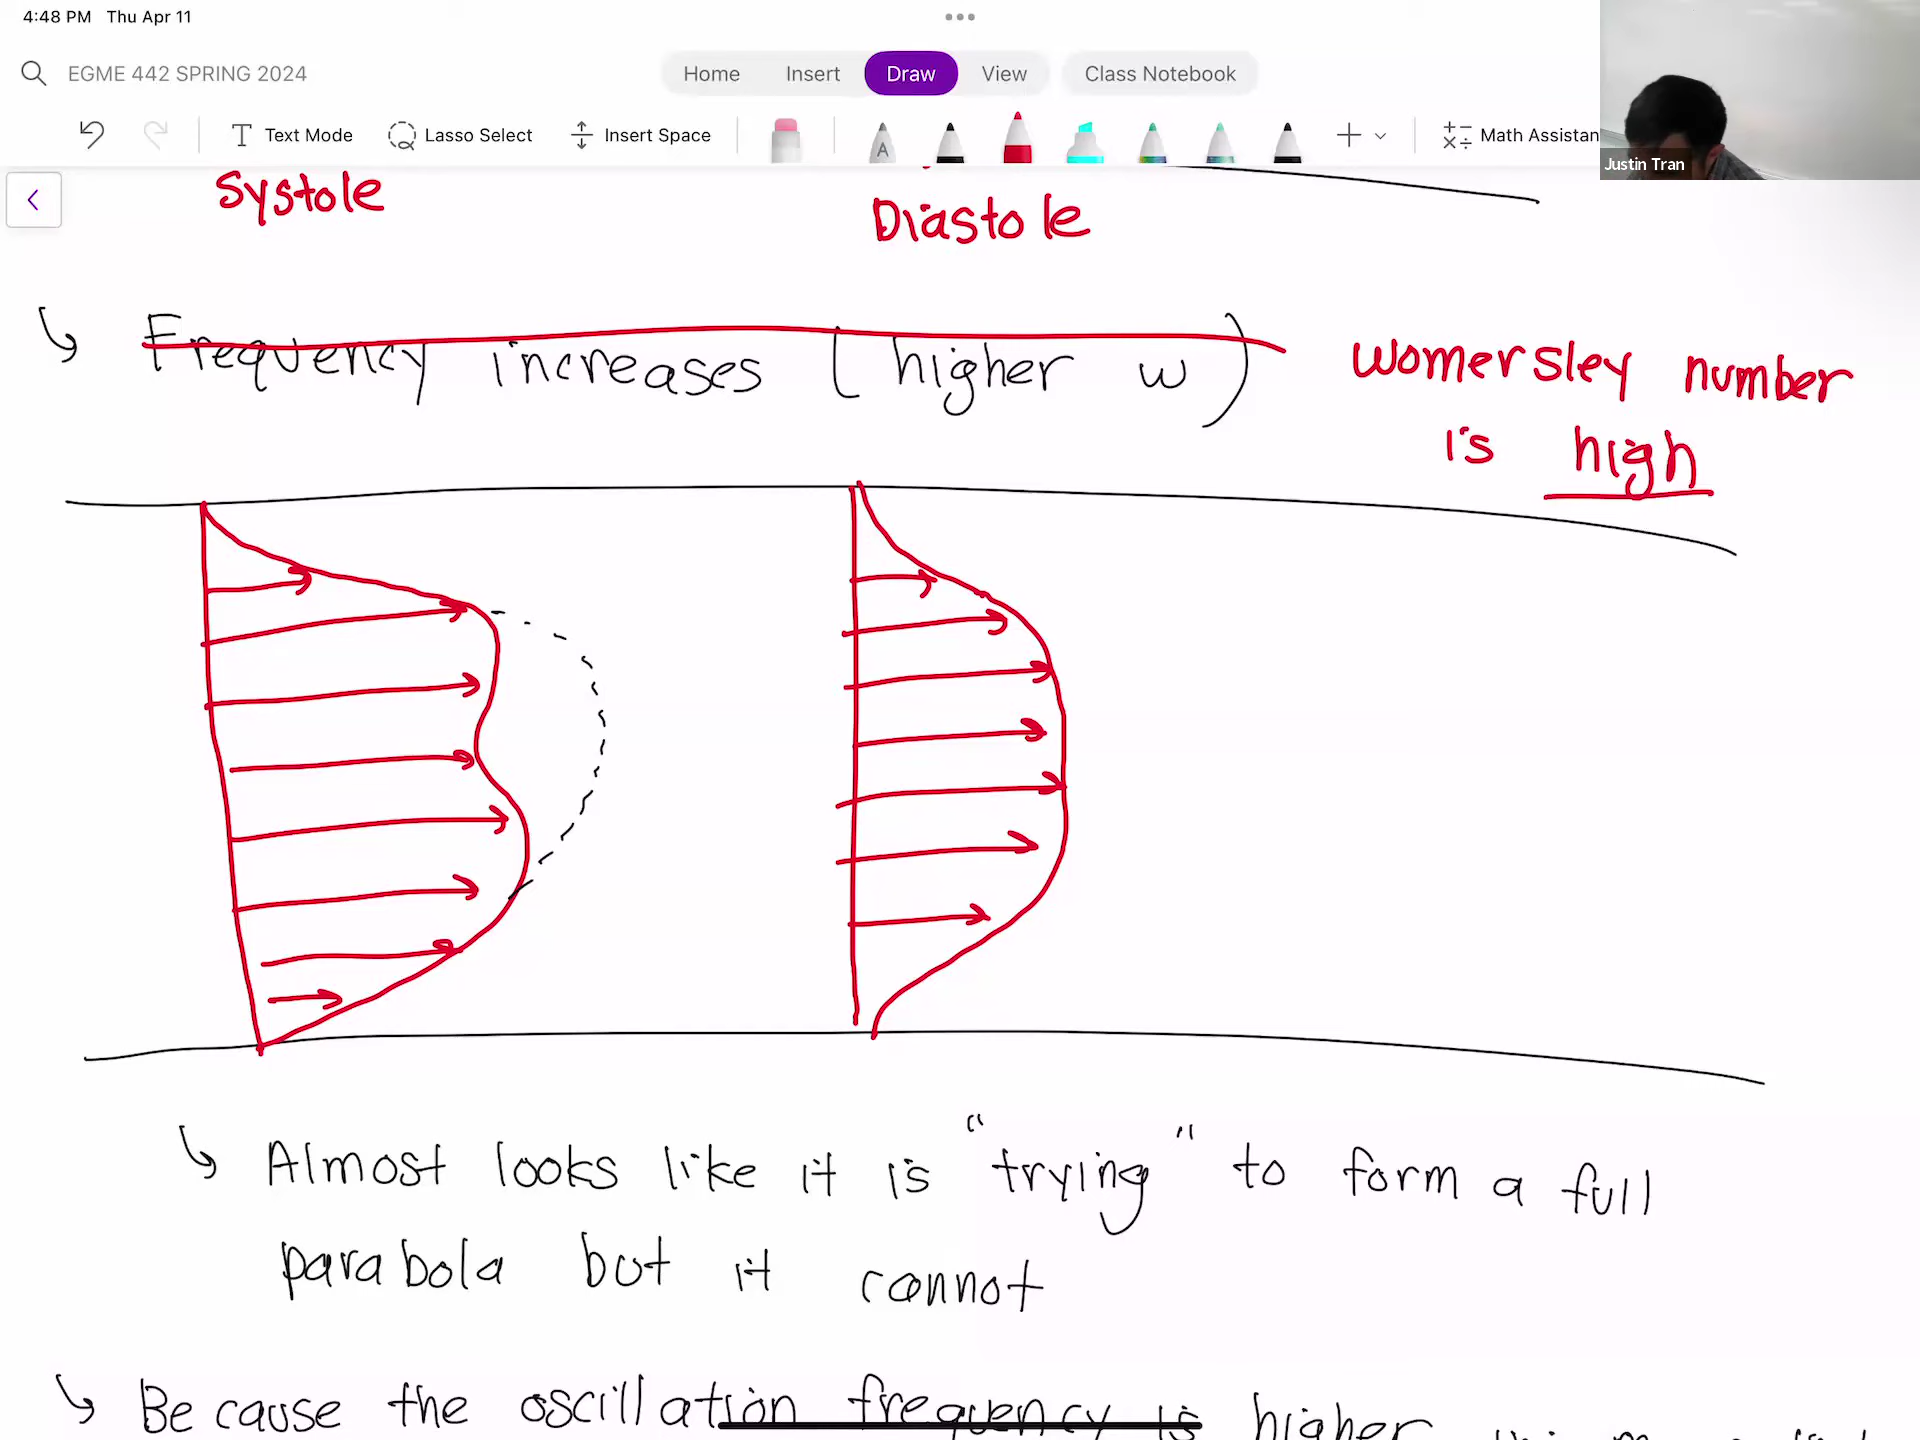 4:48 PM Thu Apr 11
EGME 442 SPRING 2024
Home Insert Draw View Class Notebook
Text Mode Lasso Select Insert Space A Math Assistan
Justin Tran
Systole
Diastole
Frequency increases (higher w)
Womersley number
is high
Almost looks like it is "trying" to form a full
parabola but it cannot
Because the oscillation frequency is higher